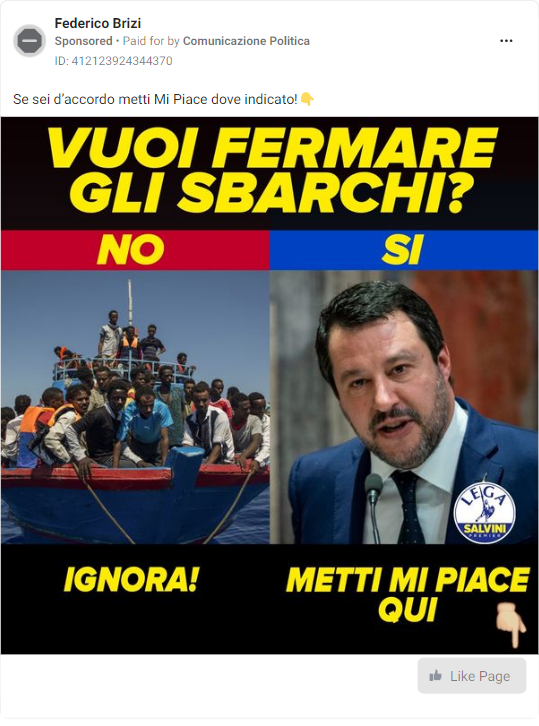 Federico Brizi
Sponsored • Paid for by Comunicazione Politica
ID: 412123924344370
Se sei d'accordo metti Mi Piace dove indicato!👇
VUOI FERMARE
GLI SBARCHI?
NO
SI
LEGA
SALVINI
PREMIER
IGNORA!
METTI MI PIACE
QUI
Like Page